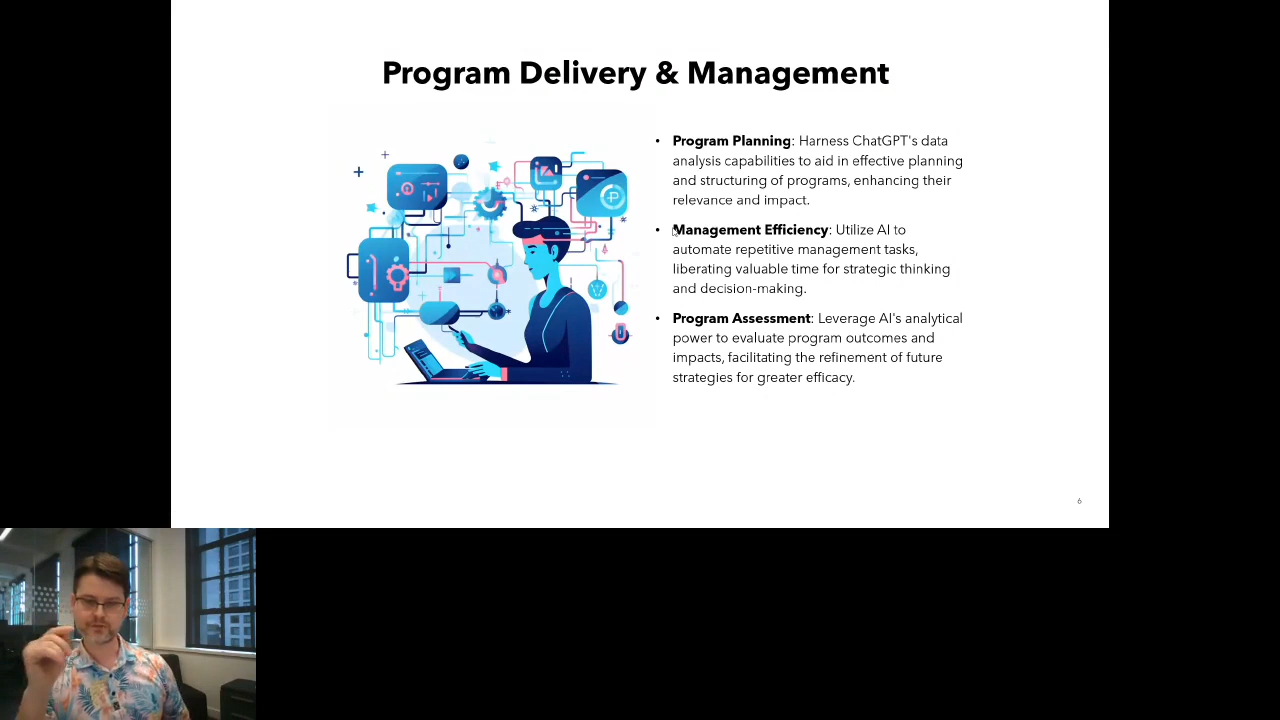 Program Delivery & Management
• Program Planning: Harness ChatGPT's data
analysis capabilities to aid in effective planning
and structuring of programs, enhancing their
relevance and impact.
• Management Efficiency: Utilize AI to
automate repetitive management tasks,
liberating valuable time for strategic thinking
and decision-making.
• Program Assessment: Leverage AI's analytical
power to evaluate program outcomes and
impacts, facilitating the refinement of future
strategies for greater efficacy.
6